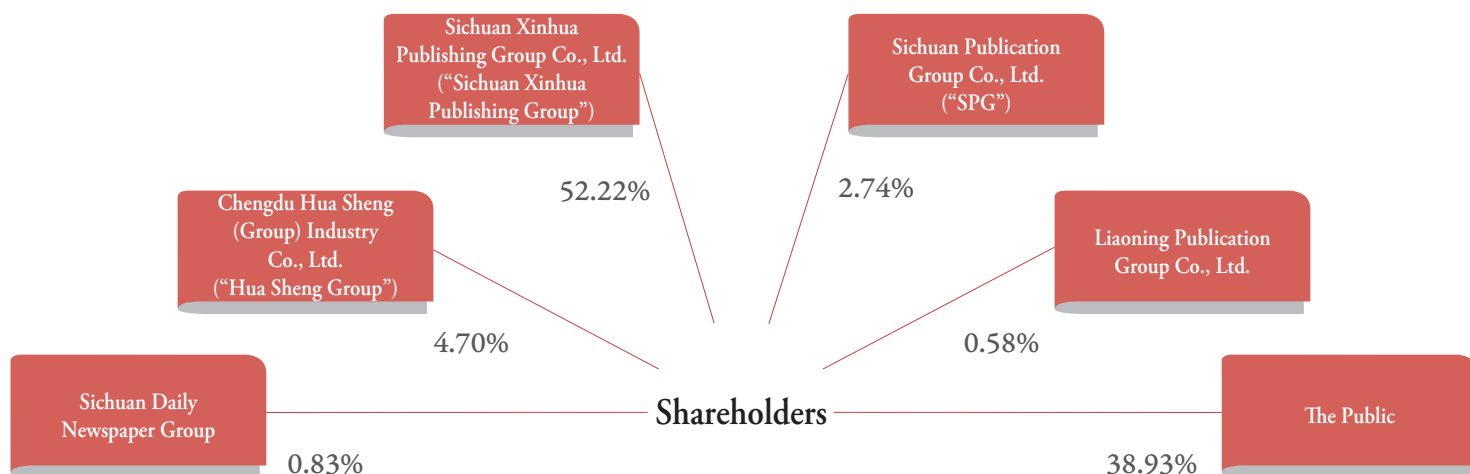 Sichuan Xinhua
Publishing Group Co., Ltd.
(“Sichuan Xinhua
Publishing Group”)
52.22%
Sichuan Publication
Group Co., Ltd.
(“SPG”)
2.74%
Chengdu Hua Sheng
(Group) Industry
Co., Ltd.
(“Hua Sheng Group”)
4.70%
Liaoning Publication
Group Co., Ltd.
0.58%
Sichuan Daily
Newspaper Group
0.83%
Shareholders
The Public
38.93%